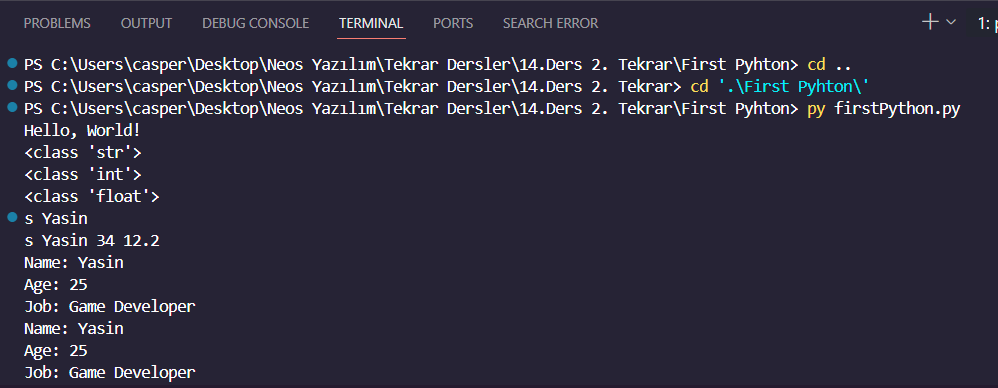 PROBLEMS OUTPUT DEBUG CONSOLE TERMINAL PORTS SEARCH ERROR 1:
PS C:\Users\casper\Desktop\Neos Yazılım\Tekrar Dersler\14.Ders 2. Tekrar\First Pyhton> cd ..
PS C:\Users\casper\Desktop\Neos Yazılım\Tekrar Dersler\14.Ders 2. Tekrar> cd '.\First Pyhton\'
PS C:\Users\casper\Desktop\Neos Yazılım\Tekrar Dersler\14.Ders 2. Tekrar\First Pyhton> py firstPython.py
Hello, World!
<class 'str'>
<class 'int'>
<class 'float'>
s Yasin
s Yasin 34 12.2
Name: Yasin
Age: 25
Job: Game Developer
Name: Yasin
Age: 25
Job: Game Developer